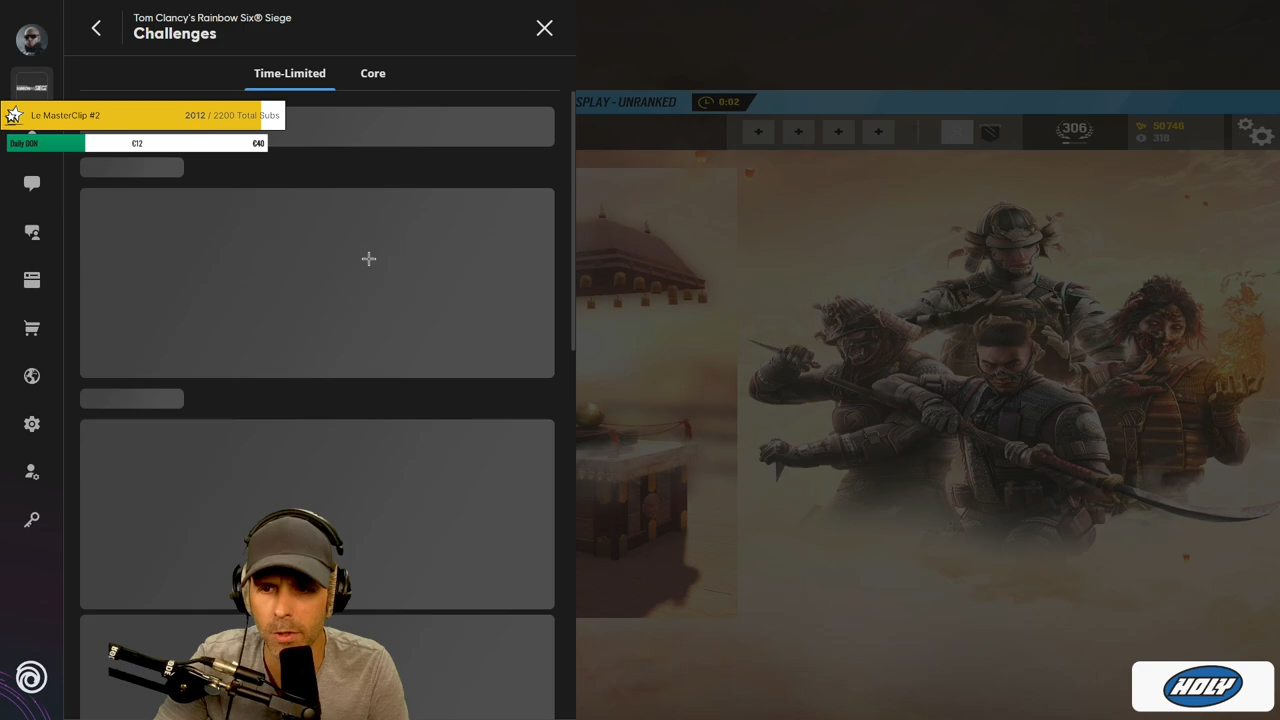 Tom Clancy's Rainbow Six® Siege
Challenges
Time-Limited
Core
Le MasterClip #2
2012 / 2200 Total Subs
Daily DON
€12
€40
SPLAY - UNRANKED
0:02
306
50746
318
HOLY